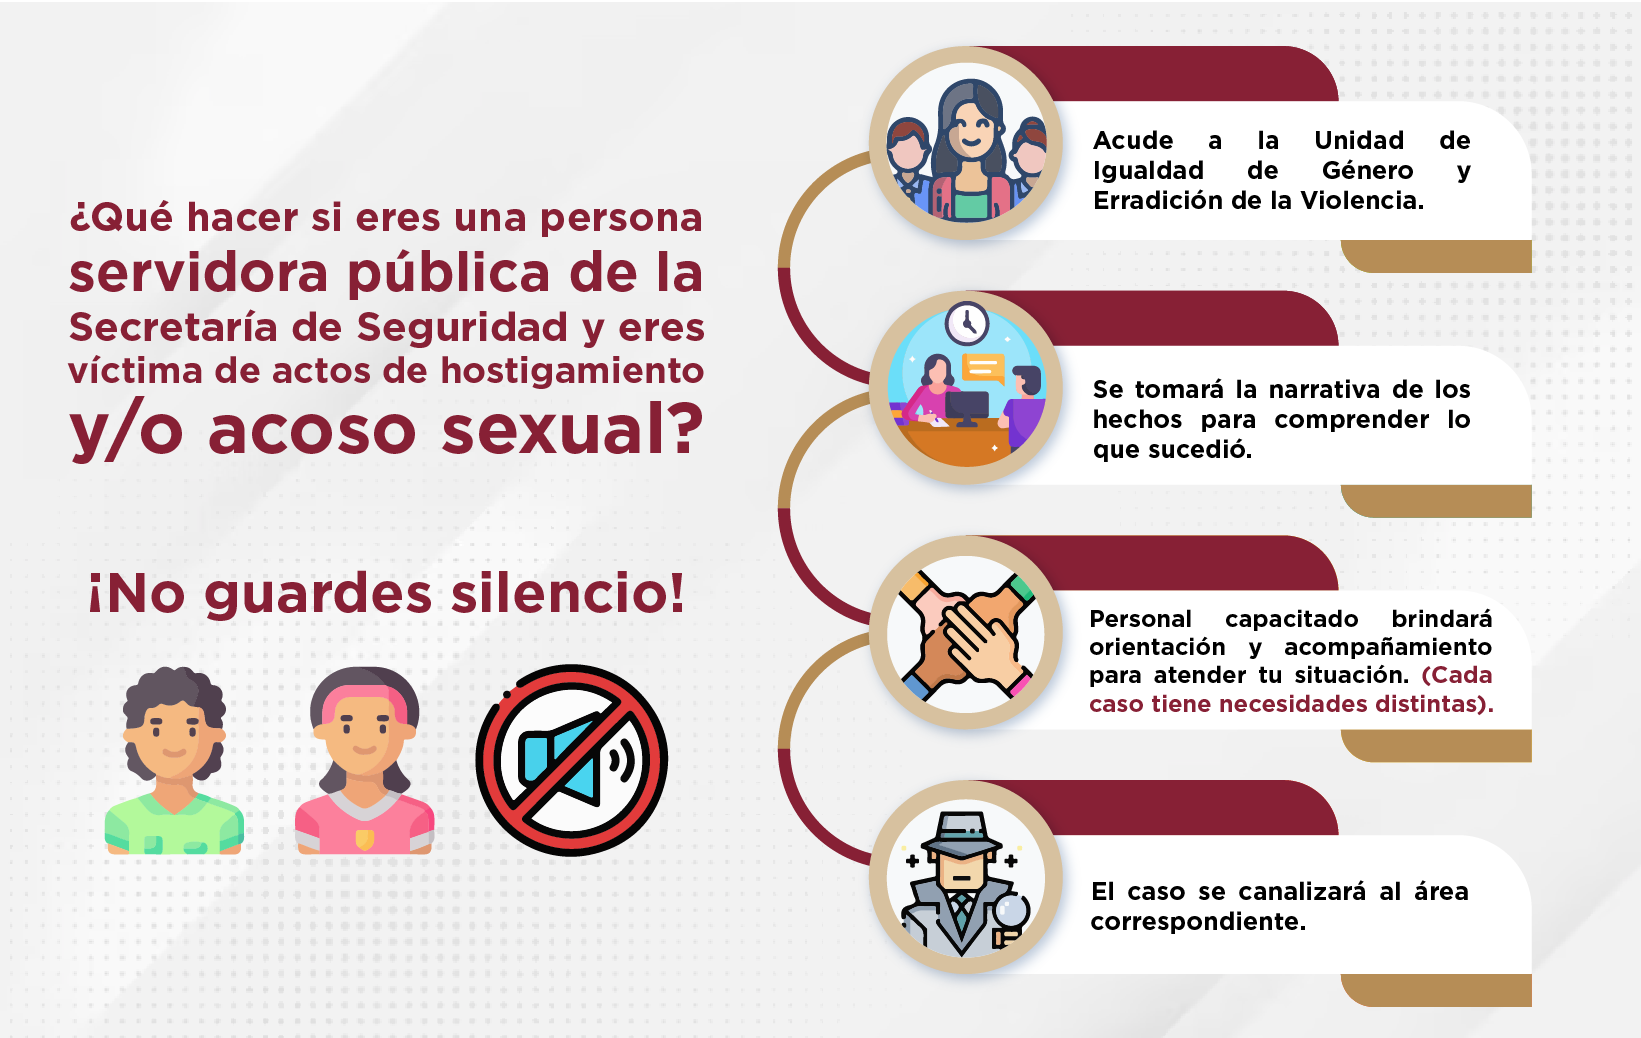 ¿Qué hacer si eres una persona
servidora pública de la
Secretaría de Seguridad y eres
víctima de actos de hostigamiento
y/o acoso sexual?
¡No guardes silencio!
Acude a la Unidad de
Igualdad de Género y
Erradición de la Violencia.
Se tomará la narrativa de los
hechos para comprender lo
que sucedió.
Personal capacitado brindará
orientación y acompañamiento
para atender tu situación. (Cada
caso tiene necesidades distintas).
El caso se canalizará al área
correspondiente.